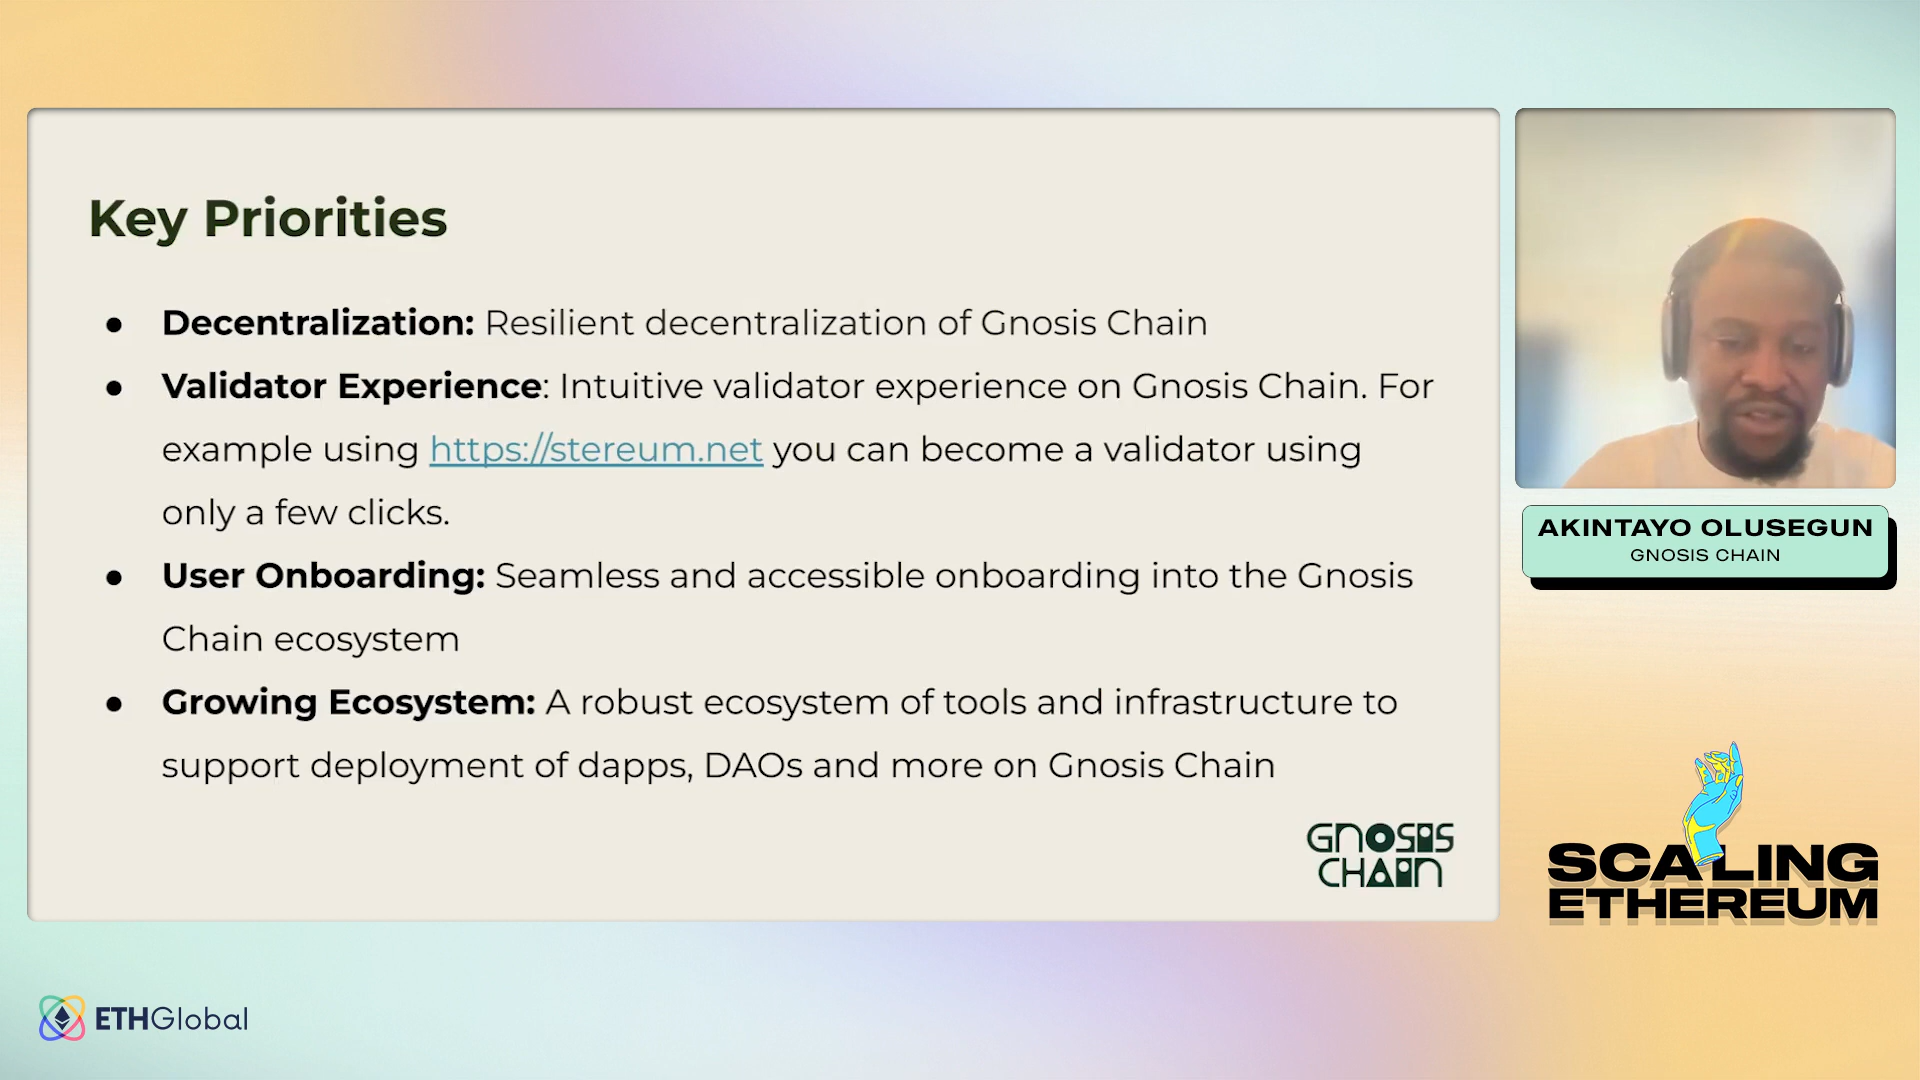 Key Priorities
● Decentralization: Resilient decentralization of Gnosis Chain
● Validator Experience: Intuitive validator experience on Gnosis Chain. For
example using https://stereum.net you can become a validator using
only a few clicks.
● User Onboarding: Seamless and accessible onboarding into the Gnosis
Chain ecosystem
● Growing Ecosystem: A robust ecosystem of tools and infrastructure to
support deployment of dapps, DAOs and more on Gnosis Chain
GNOSIS
CHAIN
AKINTAYO OLUSEGUN
GNOSIS CHAIN
SCALING
ETHEREUM
ETHGlobal